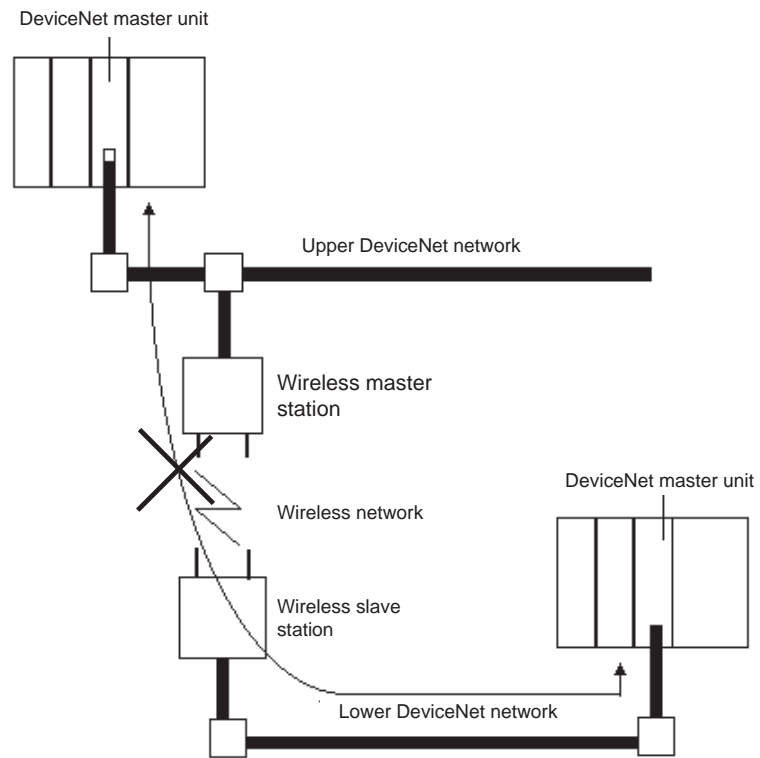 DeviceNet master unit
Upper DeviceNet network
Wireless master
station
DeviceNet master unit
Wireless network
Wireless slave
station
Lower DeviceNet network